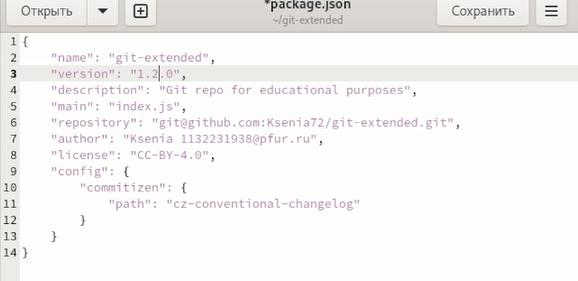 Открыть
*package.json
~/git-extended
Сохранить
1 {
2     "name": "git-extended",
3     "version": "1.2.0",
4     "description": "Git repo for educational purposes",
5     "main": "index.js",
6     "repository": "git@github.com:Ksenia72/git-extended.git",
7     "author": "Ksenia 1132231938@pfur.ru",
8     "license": "CC-BY-4.0",
9     "config": {
10         "commitizen": {
11             "path": "cz-conventional-changelog"
12         }
13     }
14 }